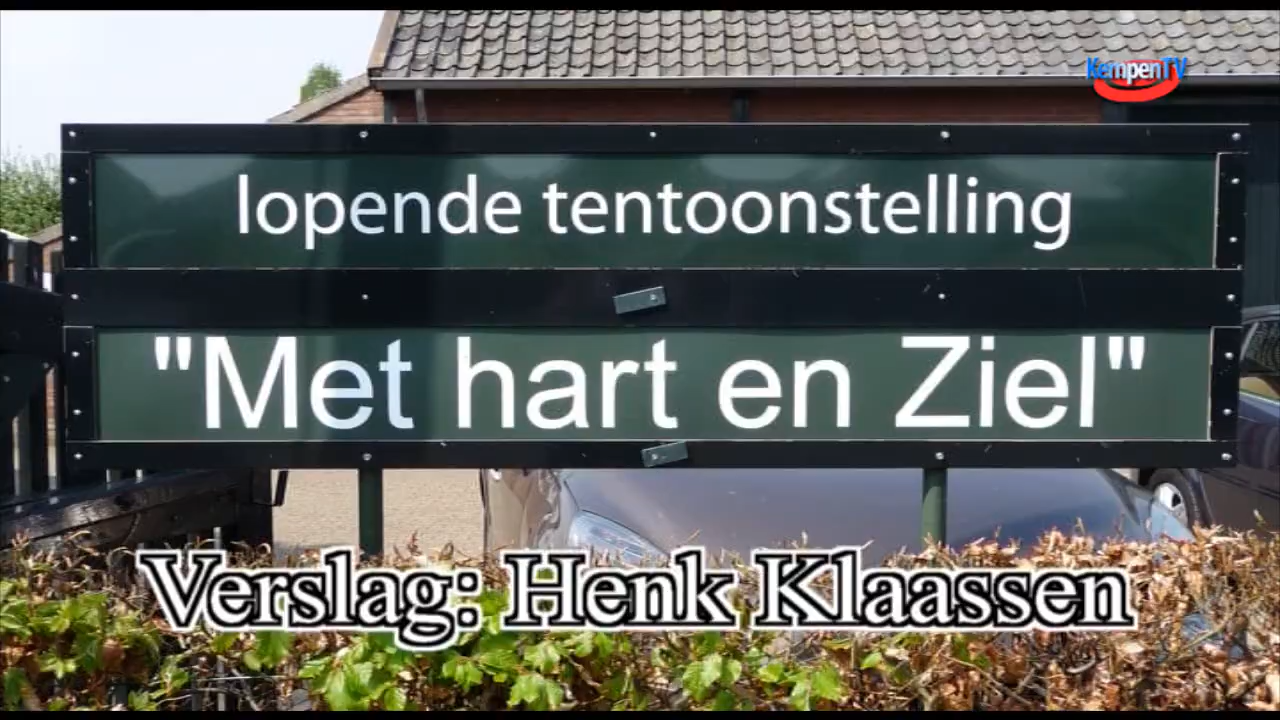 KempenTV
lopende tentoonstelling
"Met hart en Ziel"
Verslag: Henk Klaassen